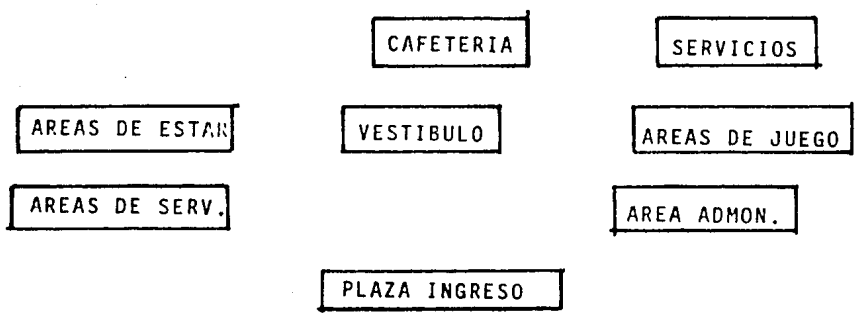 CAFETERIA
SERVICIOS
AREAS DE ESTAR
VESTIBULO
AREAS DE JUEGO
AREAS DE SERV.
AREA ADMON.
PLAZA INGRESO